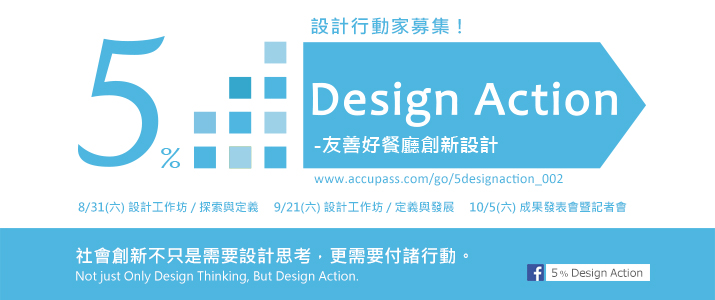 設計行動家募集！
5%
Design Action
-友善好餐廳創新設計
www.accupass.com/go/5designaction_002
8/31(六) 設計工作坊 / 探索與定義 9/21(六) 設計工作坊 / 定義與發展 10/5(六) 成果發表會暨記者會
社會創新不只是需要設計思考，更需要付諸行動。
Not just Only Design Thinking, But Design Action.
f 5% Design Action